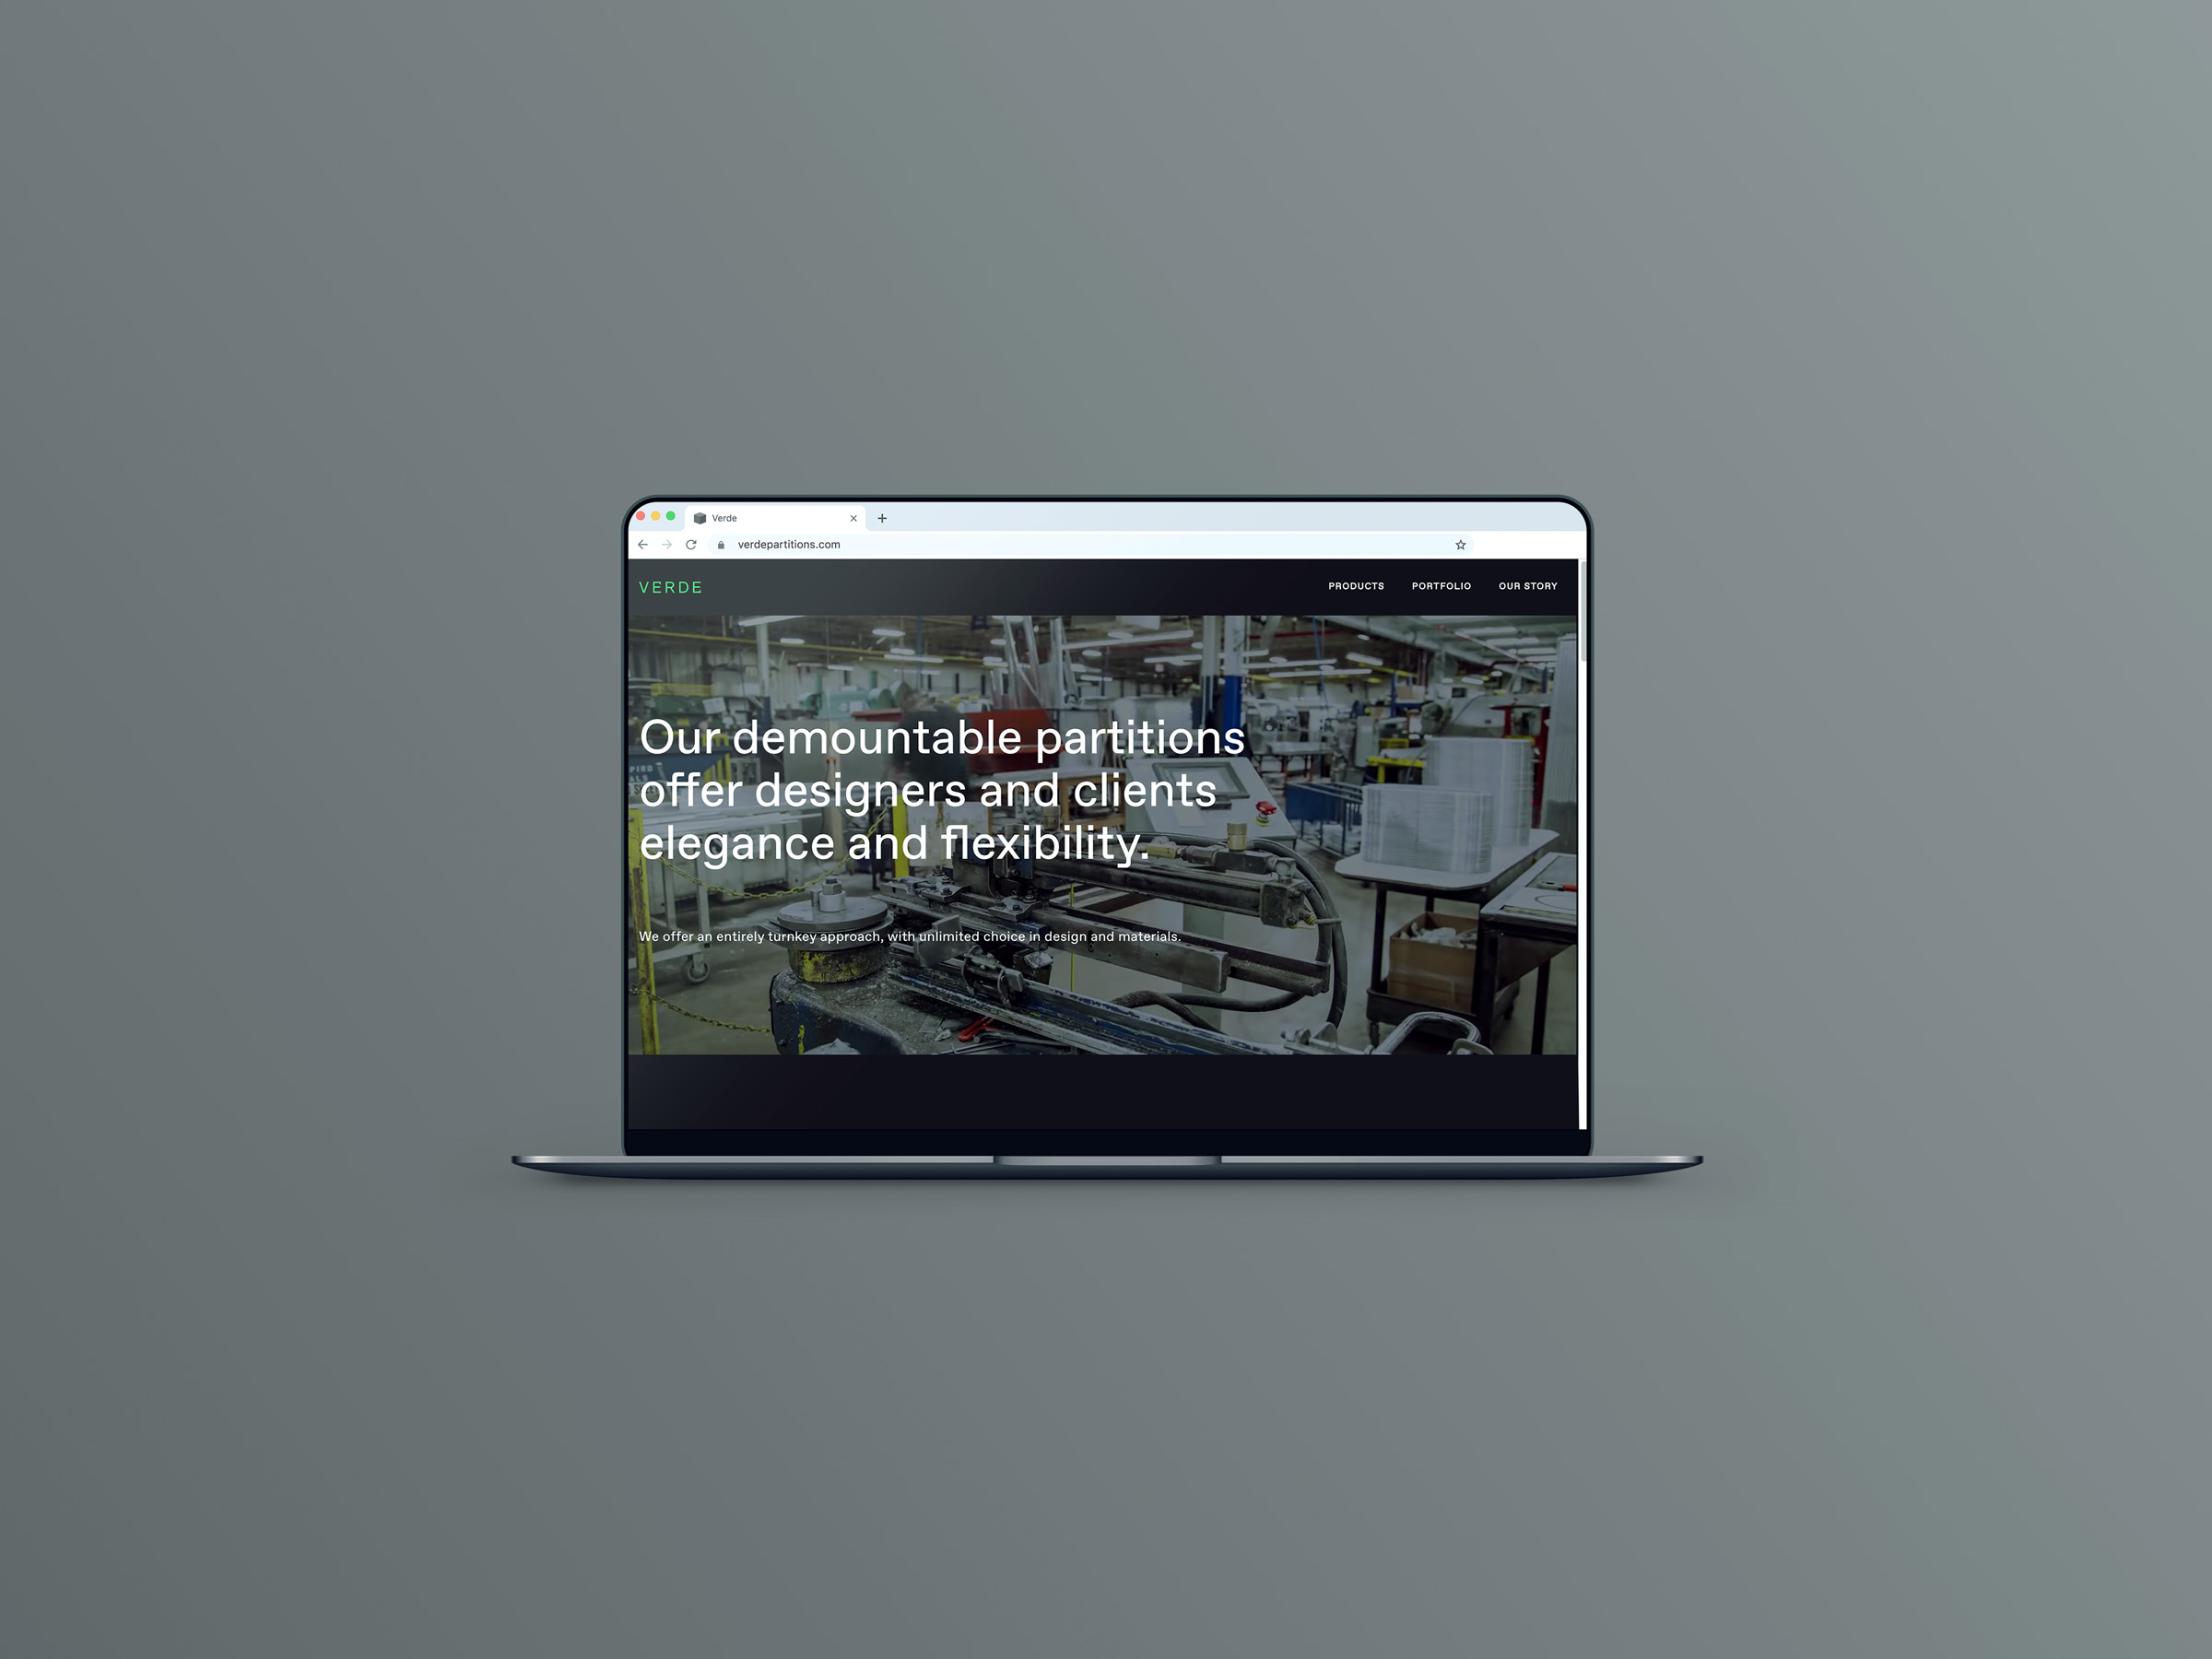 Verde
verdepartitions.com
VERDE
PRODUCTS PORTFOLIO OUR STORY
Our demountable partitions
offer designers and clients
elegance and flexibility.
We offer an entirely turnkey approach, with unlimited choice in design and materials.